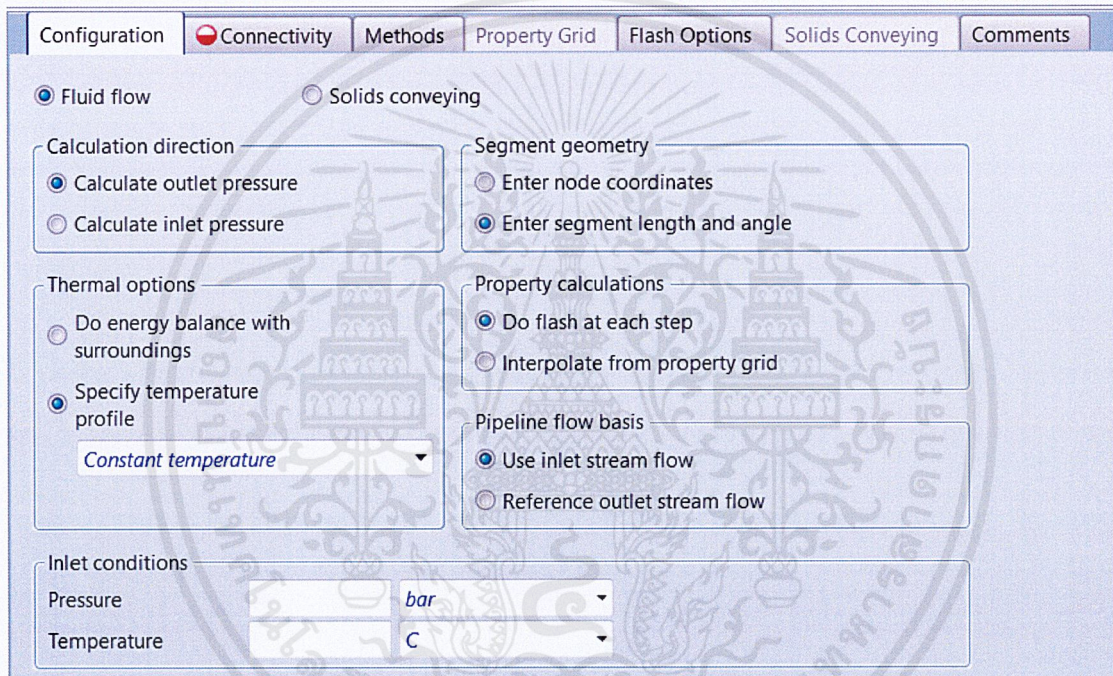 Configuration Connectivity Methods Property Grid Flash Options Solids Conveying Comments
Fluid flow Solids conveying
Calculation direction
Calculate outlet pressure
Calculate inlet pressure
Segment geometry
Enter node coordinates
Enter segment length and angle
Thermal options
Do energy balance with
surroundings
Specify temperature
profile
Constant temperature
Property calculations
Do flash at each step
Interpolate from property grid
Pipeline flow basis
Use inlet stream flow
Reference outlet stream flow
Inlet conditions
Pressure bar
Temperature C